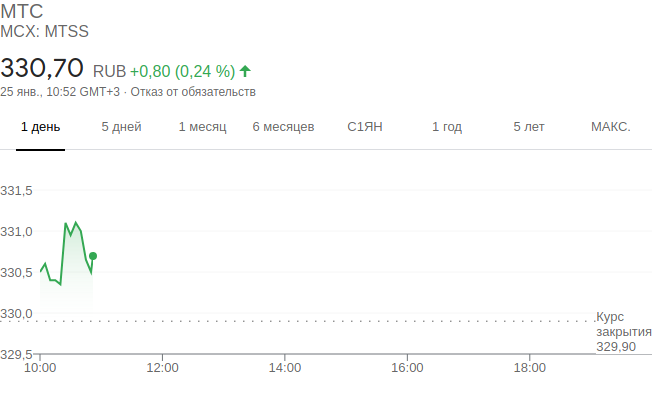 МТС
MCX: MTSS
330,70 RUB +0,80 (0,24 %)
25 янв., 10:52 GMT+3 · Отказ от обязательств
1 день 5 дней 1 месяц 6 месяцев С1ЯН 1 год 5 лет МАКС.
331,5
331,0
330,5
330,0
Курс
закрытия
329,90
329,5
10:00 12:00 14:00 16:00 18:00